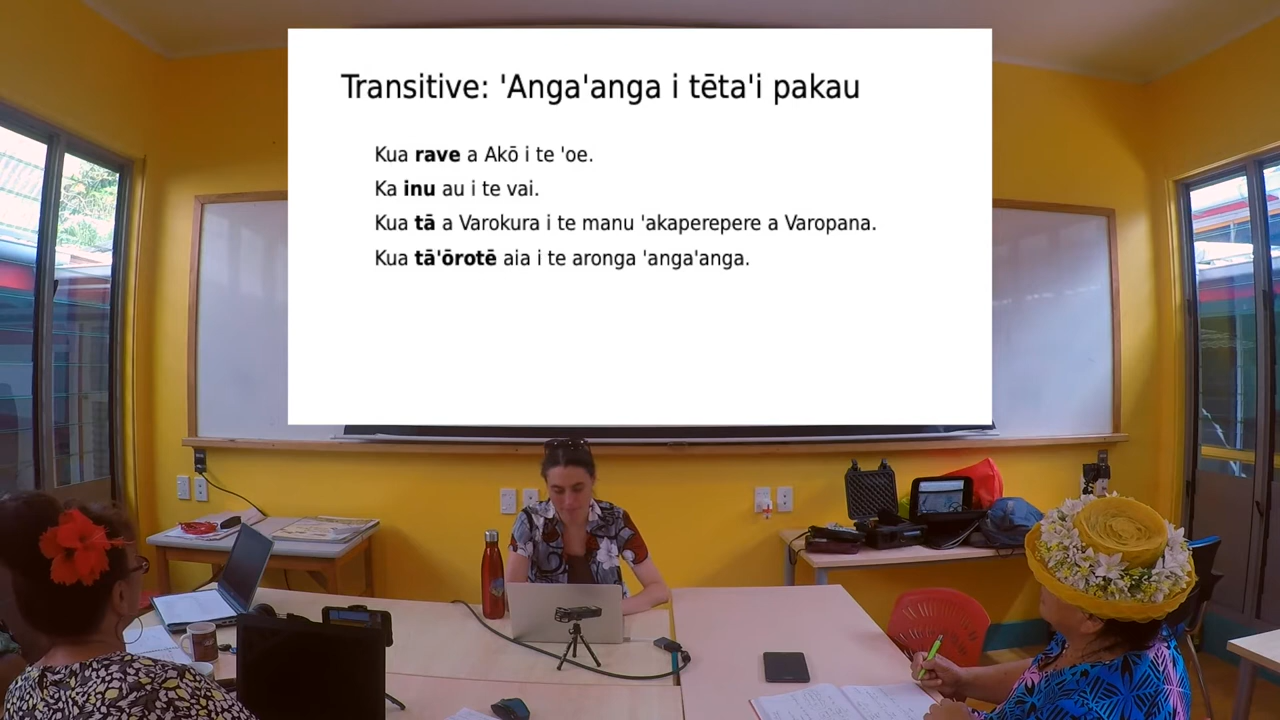 Transitive: 'Anga'anga i tēta'i pakau
Kua rave a Akō i te 'oe.
Ka inu au i te vai.
Kua tā a Varokura i te manu 'akaperepere a Varopana.
Kua tā'ōrotē aia i te aronga 'anga'anga.